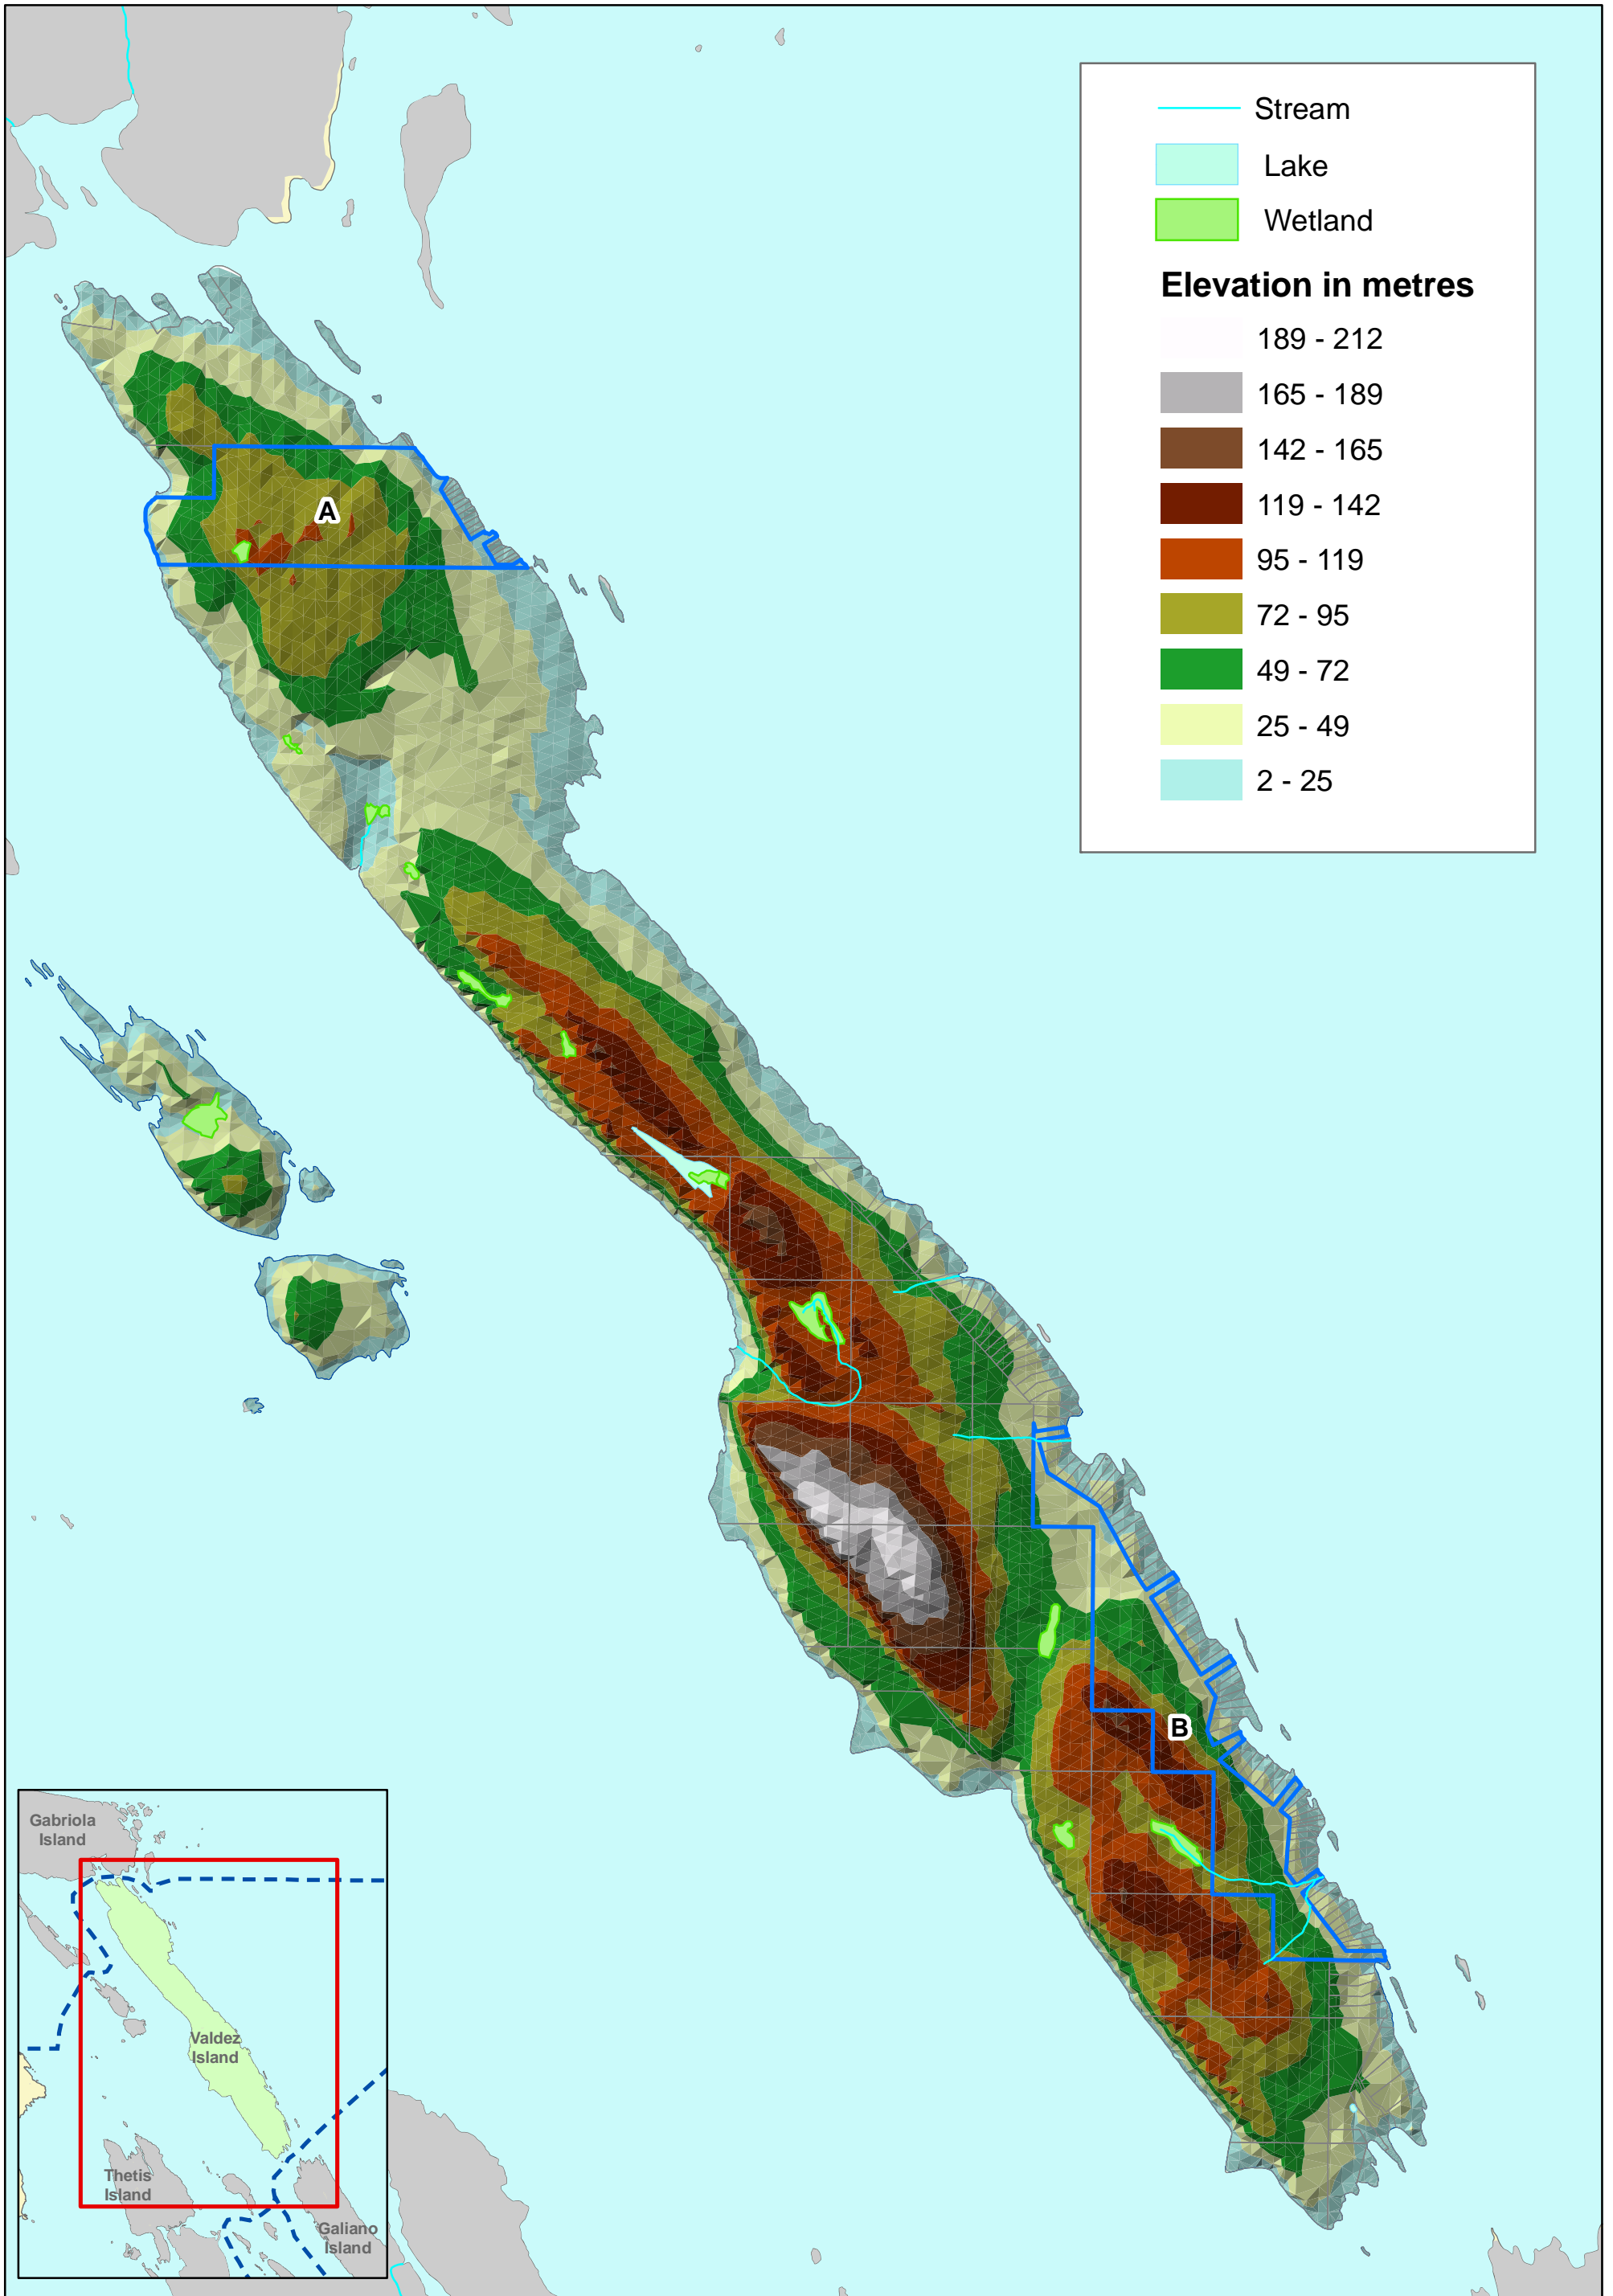 Stream
Lake
Wetland
Elevation in metres
189 - 212
165 - 189
142 - 165
119 - 142
95 - 119
72 - 95
49 - 72
25 - 49
2 - 25
A
B
Gabriola
Island
Valdez
Island
Thetis
Island
Galiano
Island